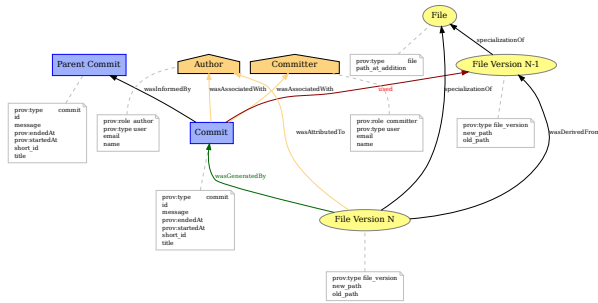 File
specializationOf
Parent Commit
Author
Committer
prov:type file
path_at_addition
File Version N-1
wasInformedBy
wasAssociatedWith
wasAssociatedWith
used
specializationOf
prov:type commit
id
message
prov:endedAt
prov:startedAt
short_id
title
prov:role author
prov:type user
email
name
Commit
prov:role committer
prov:type user
email
name
prov:type file_version
new_path
old_path
wasAttributedTo
wasDerivedFrom
wasGeneratedBy
prov:type commit
id
message
prov:endedAt
prov:startedAt
short_id
title
File Version N
prov:type file_version
new_path
old_path